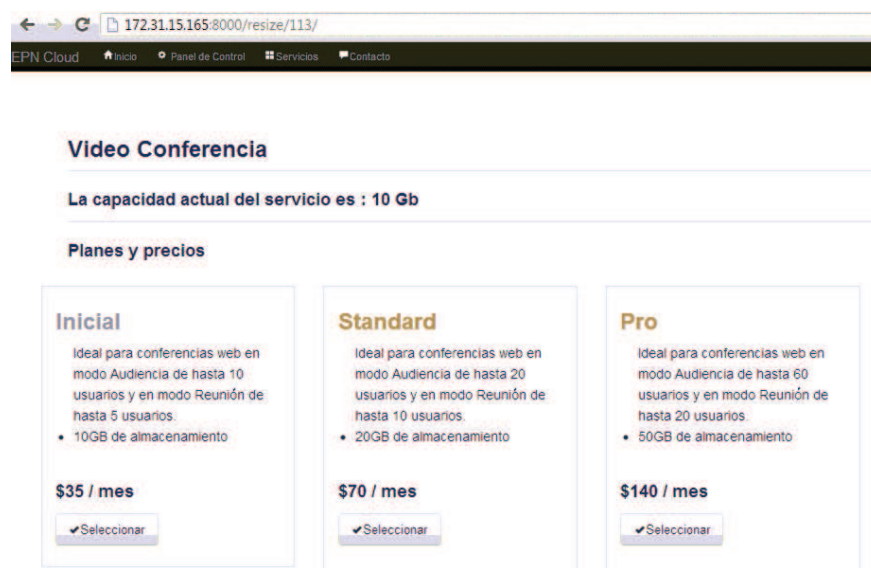 172.31.15.165:8000/resize/113/
EPN Cloud Inicio Panel de Control Servicios Contacto
Video Conferencia
La capacidad actual del servicio es : 10 Gb
Planes y precios
Inicial
Ideal para conferencias web en
modo Audiencia de hasta 10
usuarios y en modo Reunión de
hasta 5 usuarios.
• 10GB de almacenamiento
$35 / mes
Seleccionar
Standard
Ideal para conferencias web en
modo Audiencia de hasta 20
usuarios y en modo Reunión de
hasta 10 usuarios.
• 20GB de almacenamiento
$70 / mes
Seleccionar
Pro
Ideal para conferencias web en
modo Audiencia de hasta 60
usuarios y en modo Reunión de
hasta 20 usuarios.
• 50GB de almacenamiento
$140 / mes
Seleccionar